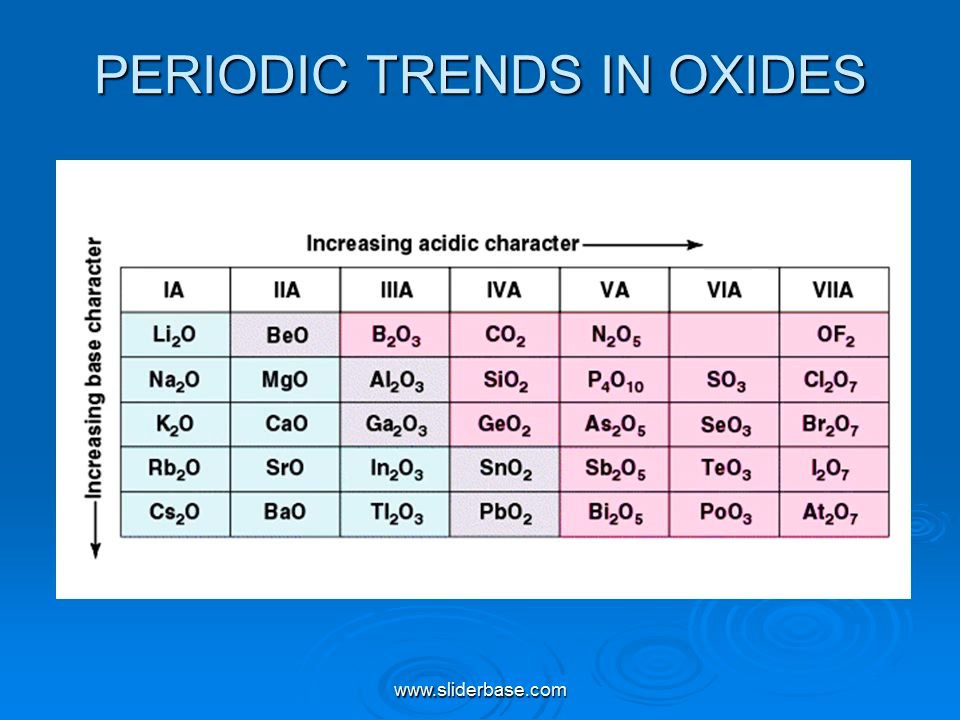 PERIODIC TRENDS IN OXIDES
Increasing acidic character
Increasing base character
IA IIA IIIA IVA VA VIA VIIA
Li₂O BeO B₂O₃ CO₂ N₂O₅ OF₂
Na₂O MgO Al₂O₃ SiO₂ P₄O₁₀ SO₃ Cl₂O₇
K₂O CaO Ga₂O₃ GeO₂ As₂O₅ SeO₃ Br₂O₇
Rb₂O SrO In₂O₃ SnO₂ Sb₂O₅ TeO₃ I₂O₇
Cs₂O BaO Tl₂O₃ PbO₂ Bi₂O₅ PoO₃ At₂O₇
www.sliderbase.com